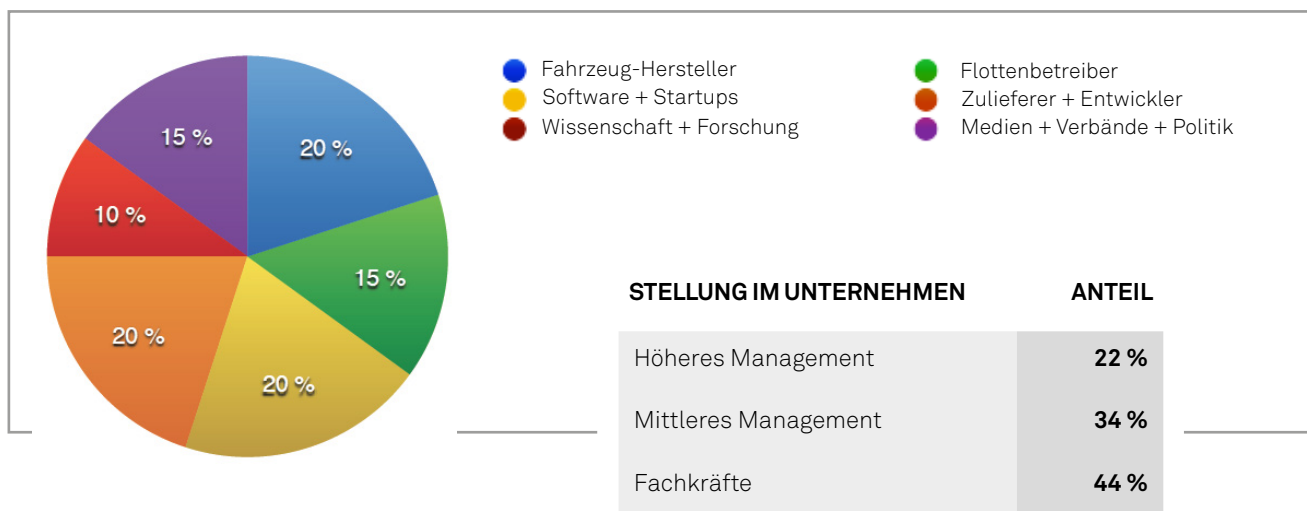 Fahrzeug-Hersteller
Software + Startups
Wissenschaft + Forschung
Flottenbetreiber
Zulieferer + Entwickler
Medien + Verbände + Politik
15 %
20 %
10 %
15 %
20 %
20 %
STELLUNG IM UNTERNEHMEN ANTEIL
Höheres Management 22 %
Mittleres Management 34 %
Fachkräfte 44 %